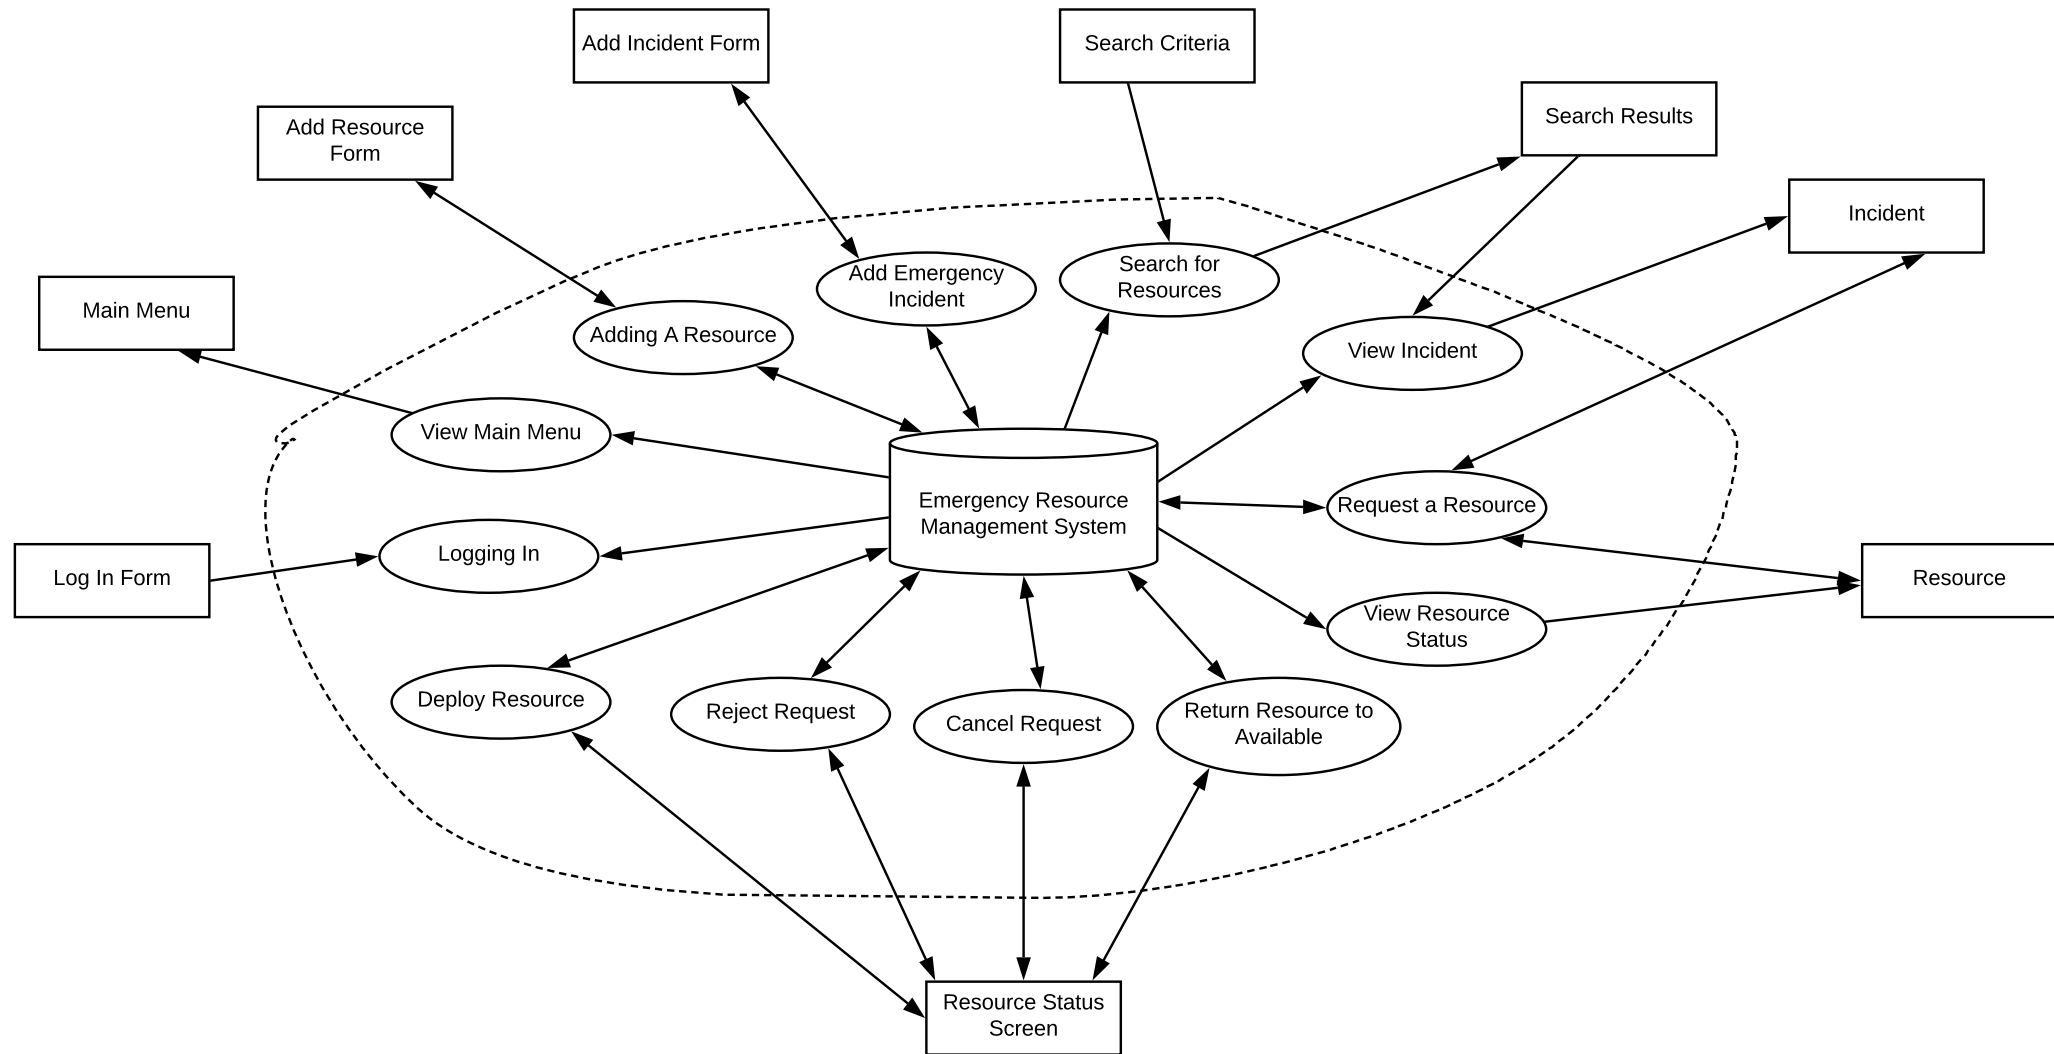 Add Incident Form
Search Criteria
Add Resource
Form
Search Results
Incident
Main Menu
Add Emergency
Incident
Search for
Resources
Adding A Resource
View Incident
View Main Menu
Emergency Resource
Management System
Request a Resource
Logging In
Log In Form
Resource
View Resource
Status
Deploy Resource
Reject Request
Cancel Request
Return Resource to
Available
Resource Status
Screen